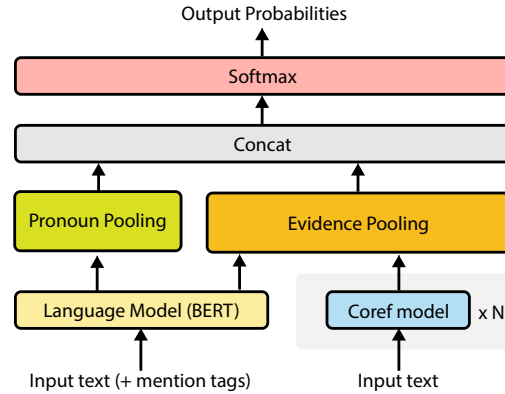 Output Probabilities
Softmax
Concat
Pronoun Pooling
Evidence Pooling
Language Model (BERT)
Coref model
x N
Input text (+ mention tags)
Input text